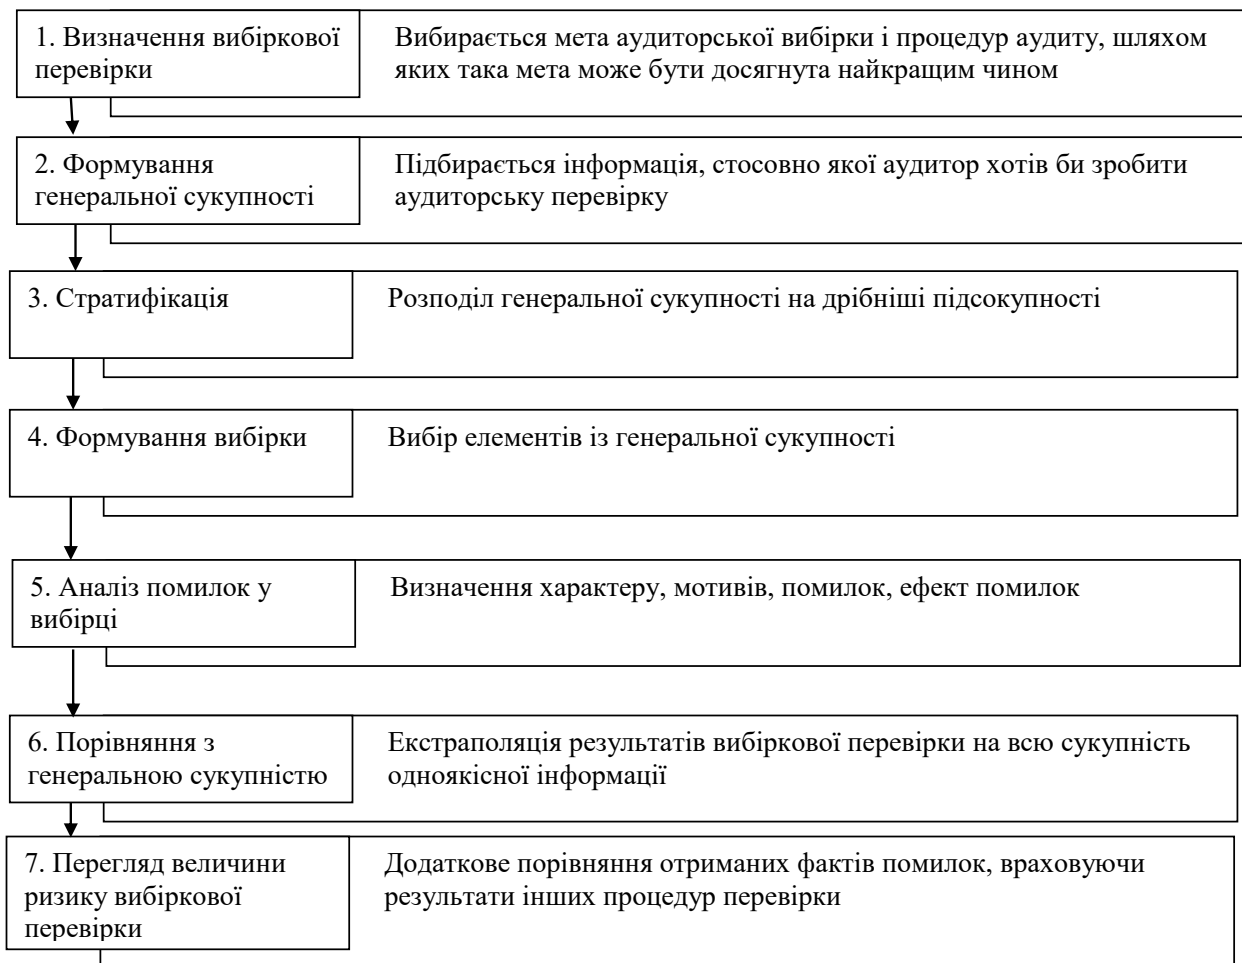 1. Визначення вибіркової
перевірки
Вибирається мета аудиторської вибірки і процедур аудиту, шляхом
яких така мета може бути досягнута найкращим чином
2. Формування
генеральної сукупності
Підбирається інформація, стосовно якої аудитор хотів би зробити
аудиторську перевірку
3. Стратифікація
Розподіл генеральної сукупності на дрібніші підсокупності
4. Формування вибірки
Вибір елементів із генеральної сукупності
5. Аналіз помилок у
вибірці
Визначення характеру, мотивів, помилок, ефект помилок
6. Порівняння з
генеральною сукупністю
Екстраполяція результатів вибіркової перевірки на всю сукупність
одноякісної інформації
7. Перегляд величини
ризику вибіркової
перевірки
Додаткове порівняння отриманих фактів помилок, враховуючи
результати інших процедур перевірки